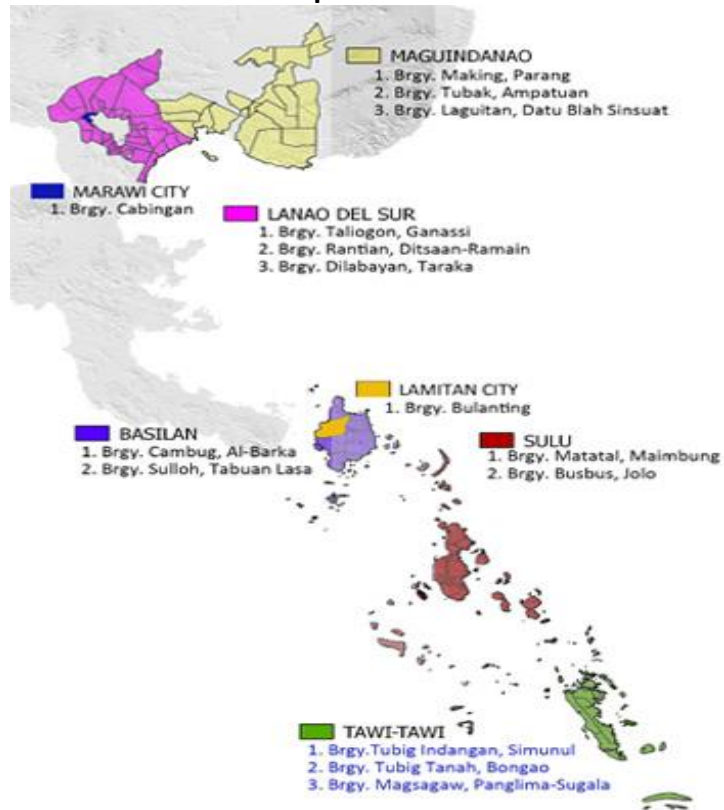 MAGUINDANAO
1. Brgy. Making, Parang
2. Brgy. Tubak, Ampatuan
3. Brgy. Laguitan, Datu Blah Sinsuat
MARAWI CITY
1. Brgy. Cabingan
LANAO DEL SUR
1. Brgy. Taliogon, Ganassi
2. Brgy. Rantian, Ditsaan-Ramain
3. Brgy. Dilabayan, Taraka
LAMITAN CITY
1. Brgy. Bulanting
BASILAN
1. Brgy. Cambug, Al-Barka
2. Brgy. Sulloh, Tabuan Lasa
SULU
1. Brgy. Matatal, Maimbung
2. Brgy. Busbus, Jolo
TAWI-TAWI
1. Brgy.Tubig Indangan, Simunul
2. Brgy. Tubig Tanah, Bongao
3. Brgy. Magsagaw, Panglima-Sugala